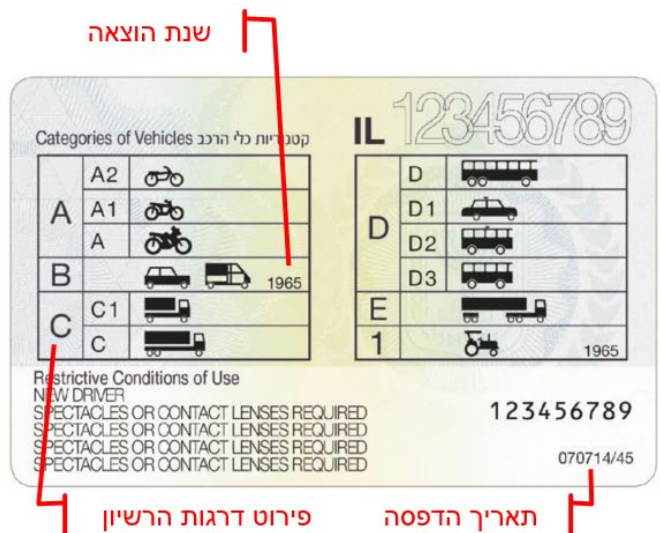 שנת הוצאה
Categories of Vehicles קטגוריות כלי הרכב
IL 123456789
A
A2
A1
A
B
1965
C
C1
C
D
D
D1
D2
D3
E
1
1965
Restrictive Conditions of Use
NEW DRIVER
SPECTACLES OR CONTACT LENSES REQUIRED
SPECTACLES OR CONTACT LENSES REQUIRED
SPECTACLES OR CONTACT LENSES REQUIRED
SPECTACLES OR CONTACT LENSES REQUIRED
123456789
070714/45
פירוט דרגות הרשיון
תאריך הדפסה